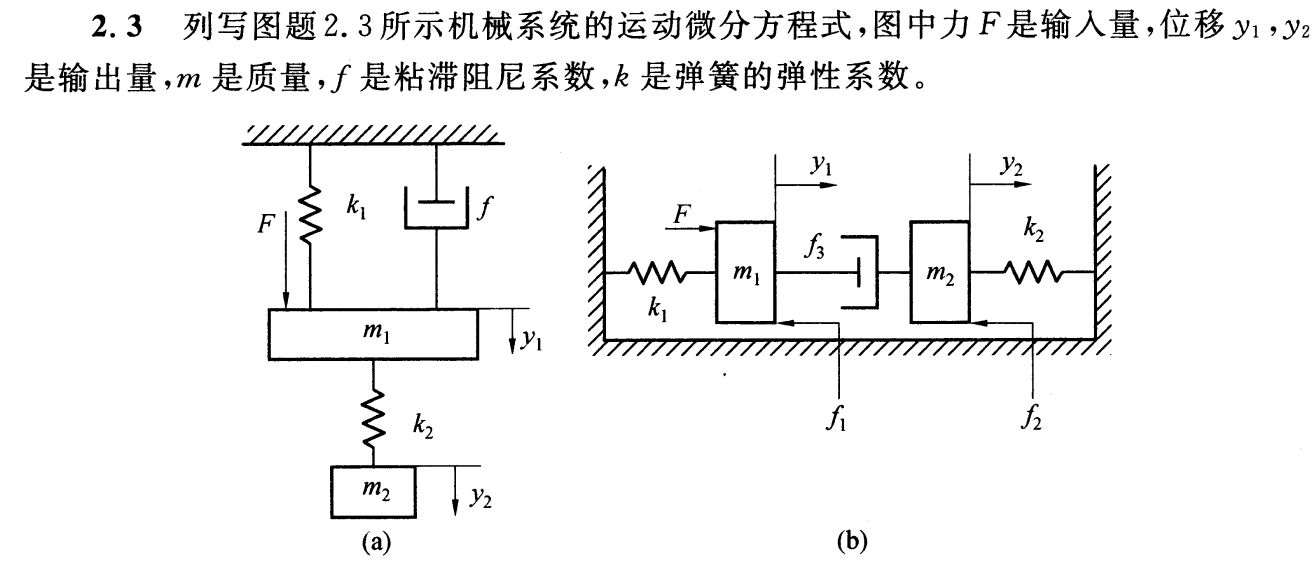 2.3 列写图题2.3所示机械系统的运动微分方程式,图中力F是输入量,位移y₁,y₂
是输出量,m是质量,f是粘滞阻尼系数,k是弹簧的弹性系数。
F k₁ f
m₁ y₁
k₂
m₂ y₂
(a)
y₁ y₂
F f₃ k₂
m₁ m₂
k₁
f₁ f₂
(b)